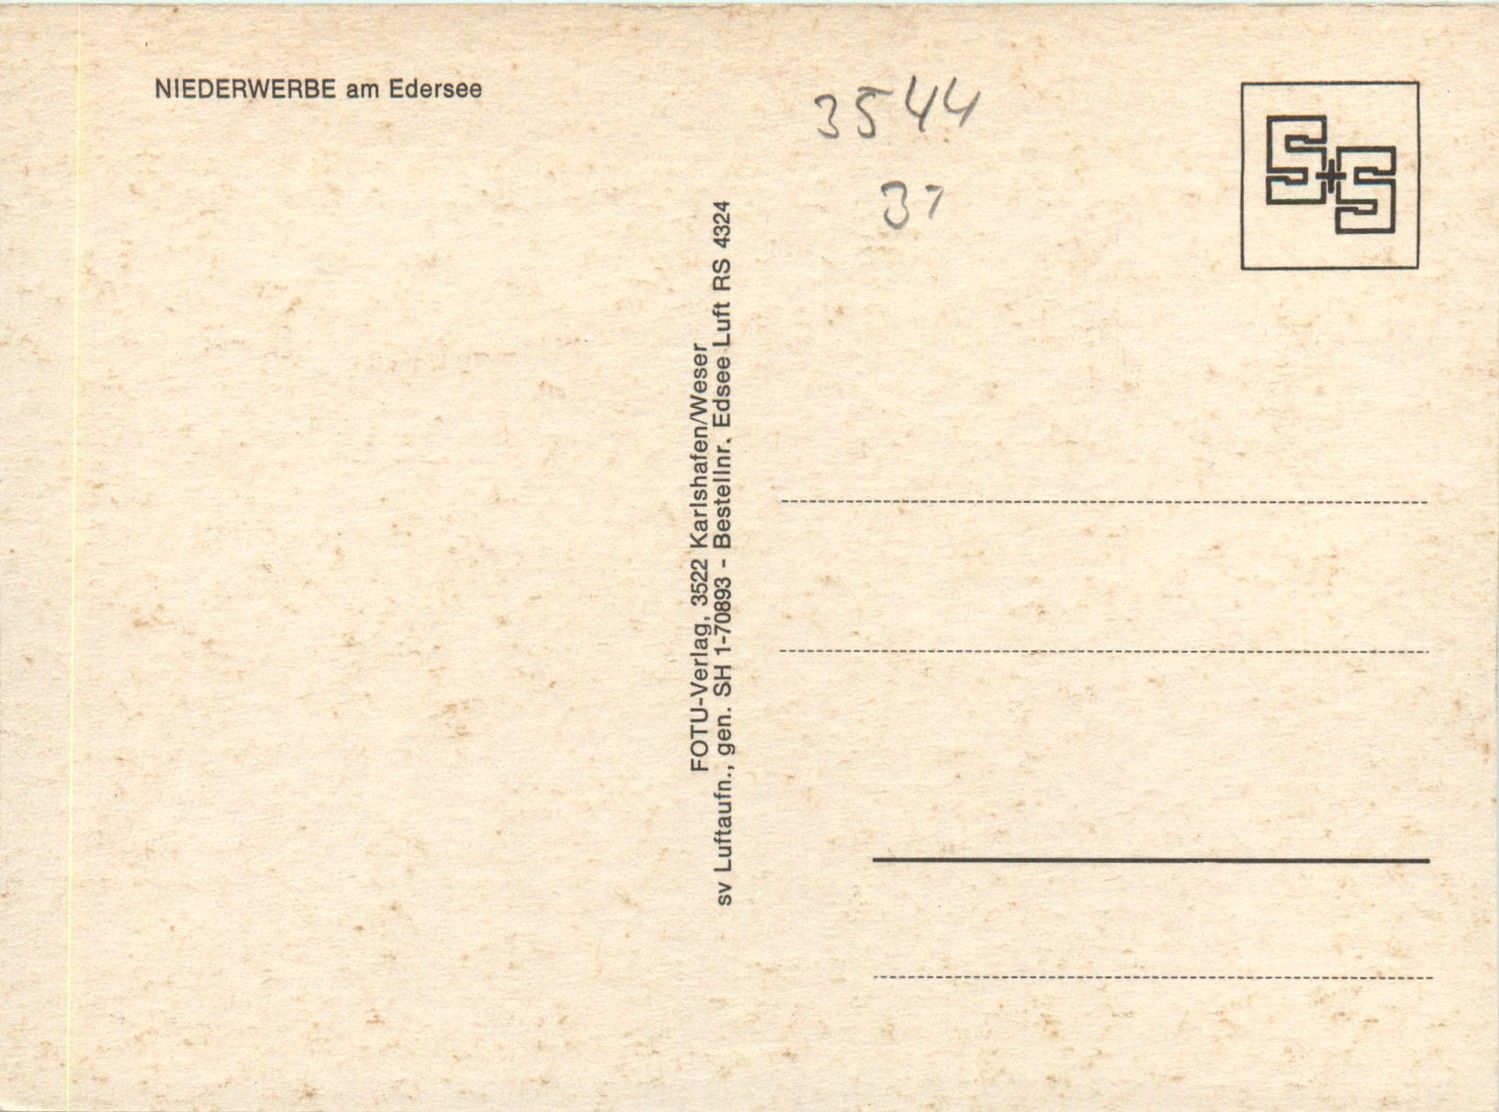 NIEDERWERBE am Edersee
3544
37
S+S
FOTU-Verlag, 3522 Karlshafen/Weser
sv Luftaufn., gen. SH 1-70893 - Bestellnr. Edsee Luft RS 4324